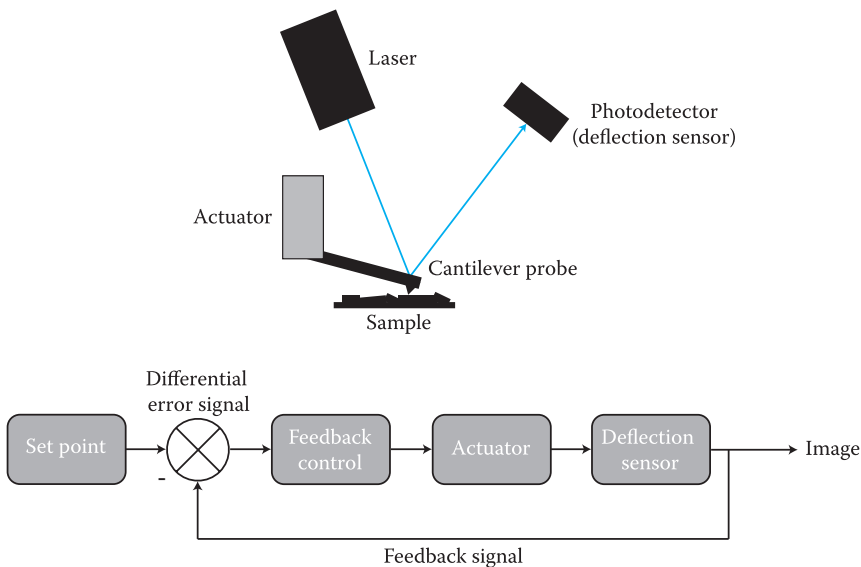 Laser
Photodetector
(deflection sensor)
Actuator
Cantilever probe
Sample
Differential
error signal
Set point
Feedback
control
Actuator
Deflection
sensor
Image
-
Feedback signal